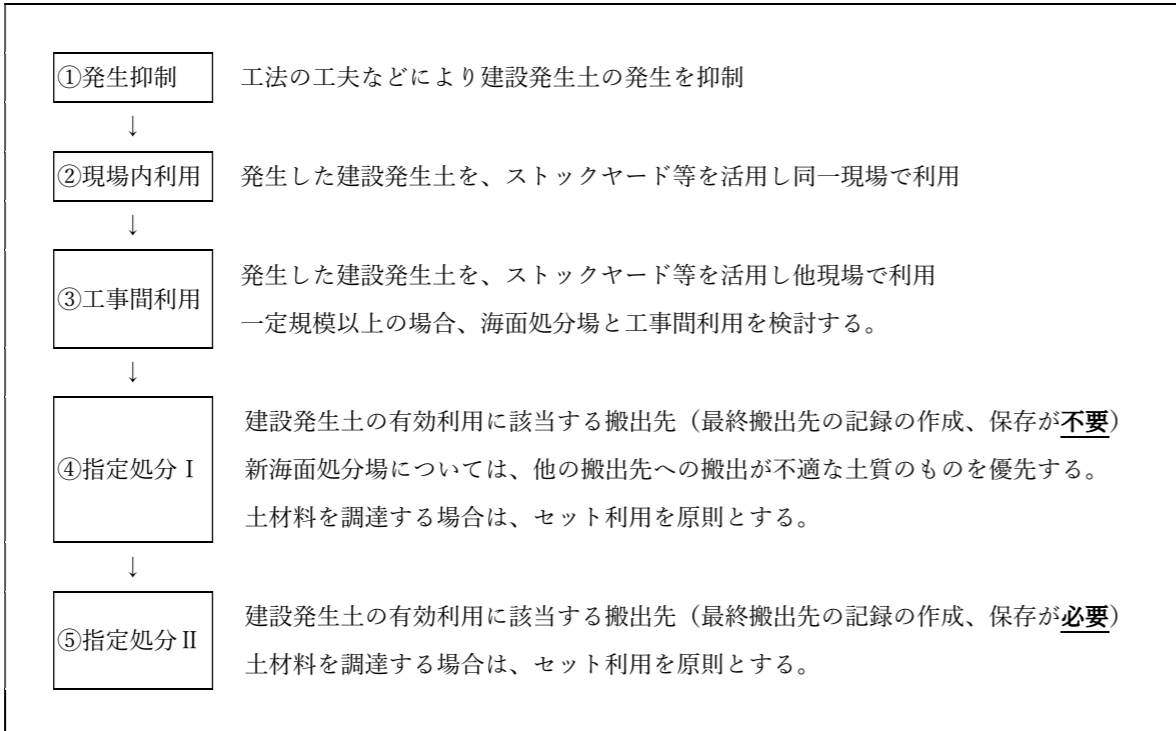 ①発生抑制 工法の工夫などにより建設発生土の発生を抑制
↓
②現場内利用 発生した建設発生土を、ストックヤード等を活用し同一現場で利用
↓
③工事間利用
発生した建設発生土を、ストックヤード等を活用し他現場で利用
一定規模以上の場合、海面処分場と工事間利用を検討する。
↓
④指定処分Ⅰ
建設発生土の有効利用に該当する搬出先（最終搬出先の記録の作成、保存が不要）
新海面処分場については、他の搬出先への搬出が不適な土質のものを優先する。
土材料を調達する場合は、セット利用を原則とする。
↓
⑤指定処分Ⅱ
建設発生土の有効利用に該当する搬出先（最終搬出先の記録の作成、保存が必要）
土材料を調達する場合は、セット利用を原則とする。